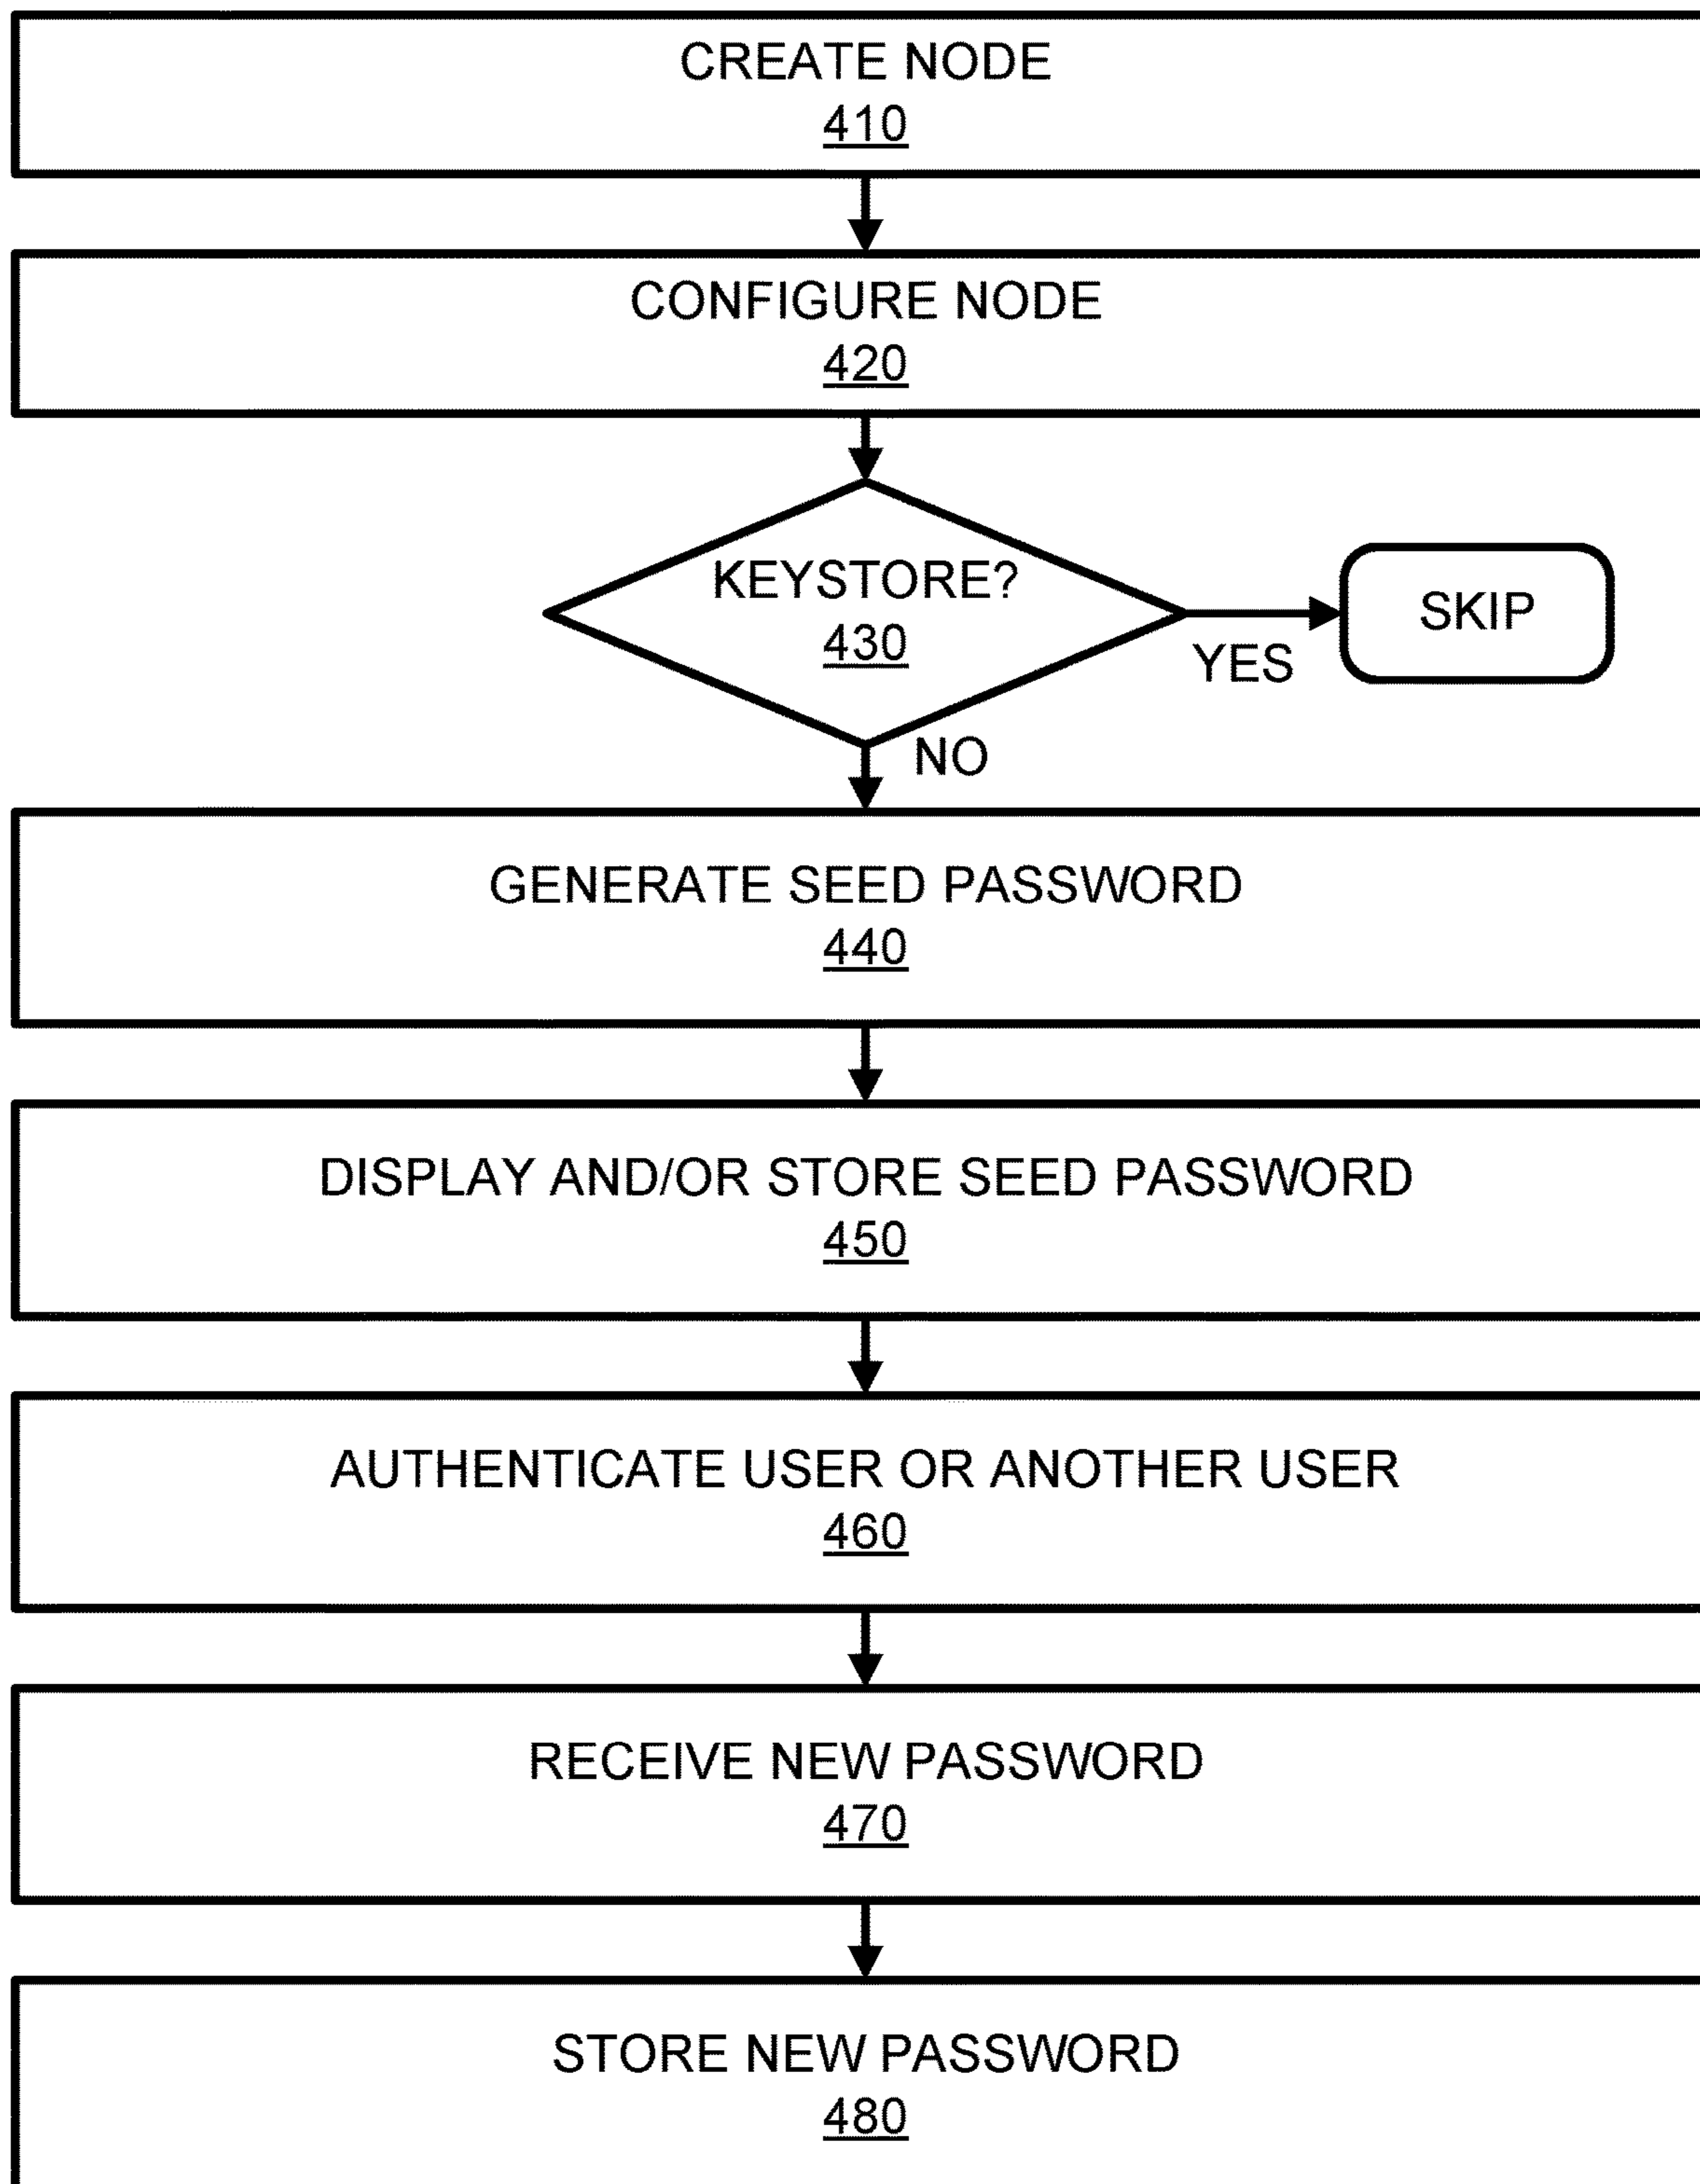 CREATE NODE
410
CONFIGURE NODE
420
KEYSTORE?
430
YES
SKIP
NO
GENERATE SEED PASSWORD
440
DISPLAY AND/OR STORE SEED PASSWORD
450
AUTHENTICATE USER OR ANOTHER USER
460
RECEIVE NEW PASSWORD
470
STORE NEW PASSWORD
480